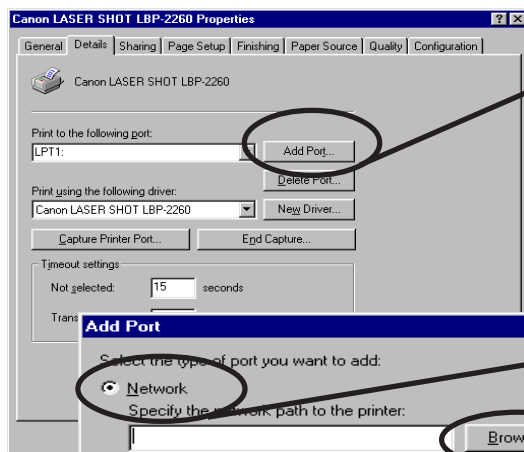 Canon LASER SHOT LBP-2260 Properties
General Details Sharing Page Setup Finishing Paper Source Quality Configuration
Canon LASER SHOT LBP-2260
Print to the following port:
LPT1:
Add Port...
Delete Port...
Print using the following driver:
Canon LASER SHOT LBP-2260
New Driver...
Capture Printer Port...
End Capture...
Timeout settings
Not selected: 15 seconds
Add Port
Select the type of port you want to add:
Network
Specify the network path to the printer: